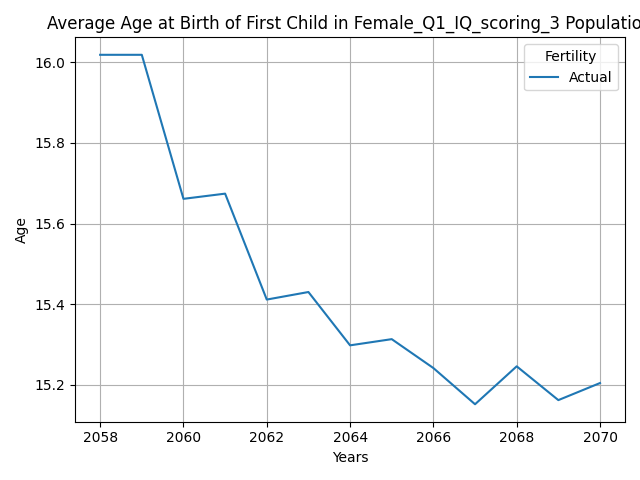 Average Age at Birth of First Child in Female_Q1_IQ_scoring_3 Populatio
Fertility
Actual
16.0
15.8
15.6
15.4
15.2
Age
2058 2060 2062 2064 2066 2068 2070
Years